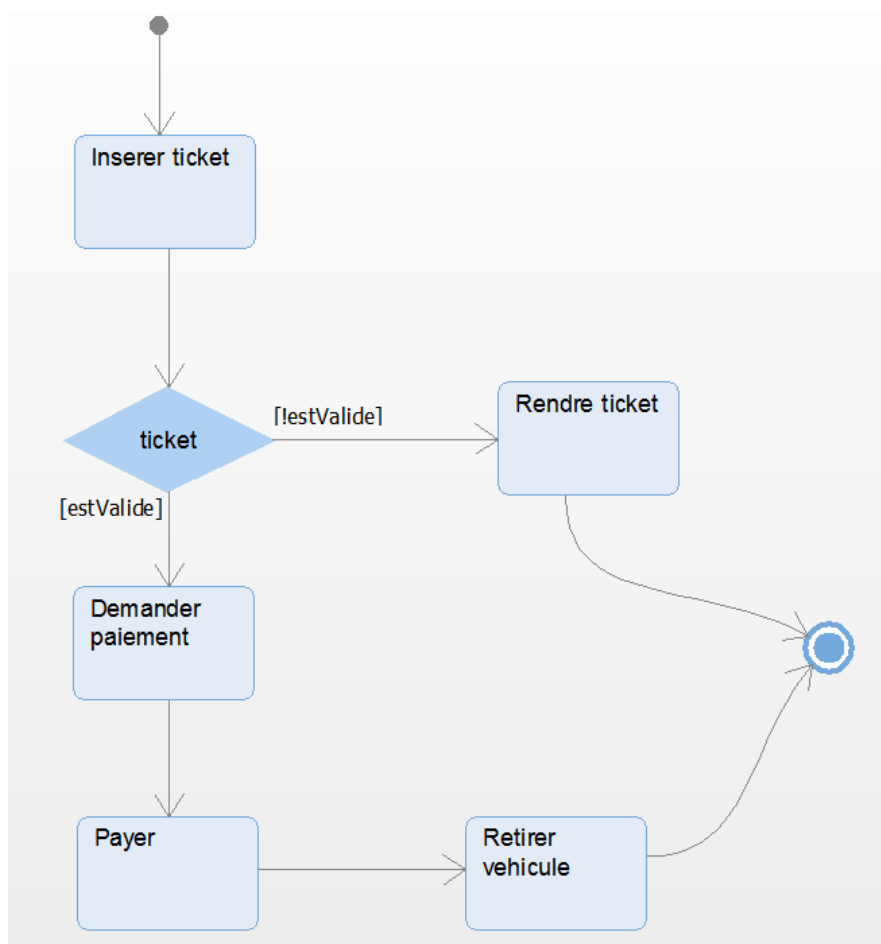 Inserer ticket
ticket
[!estValide]
Rendre ticket
[estValide]
Demander
paiement
Payer
Retirer
vehicule